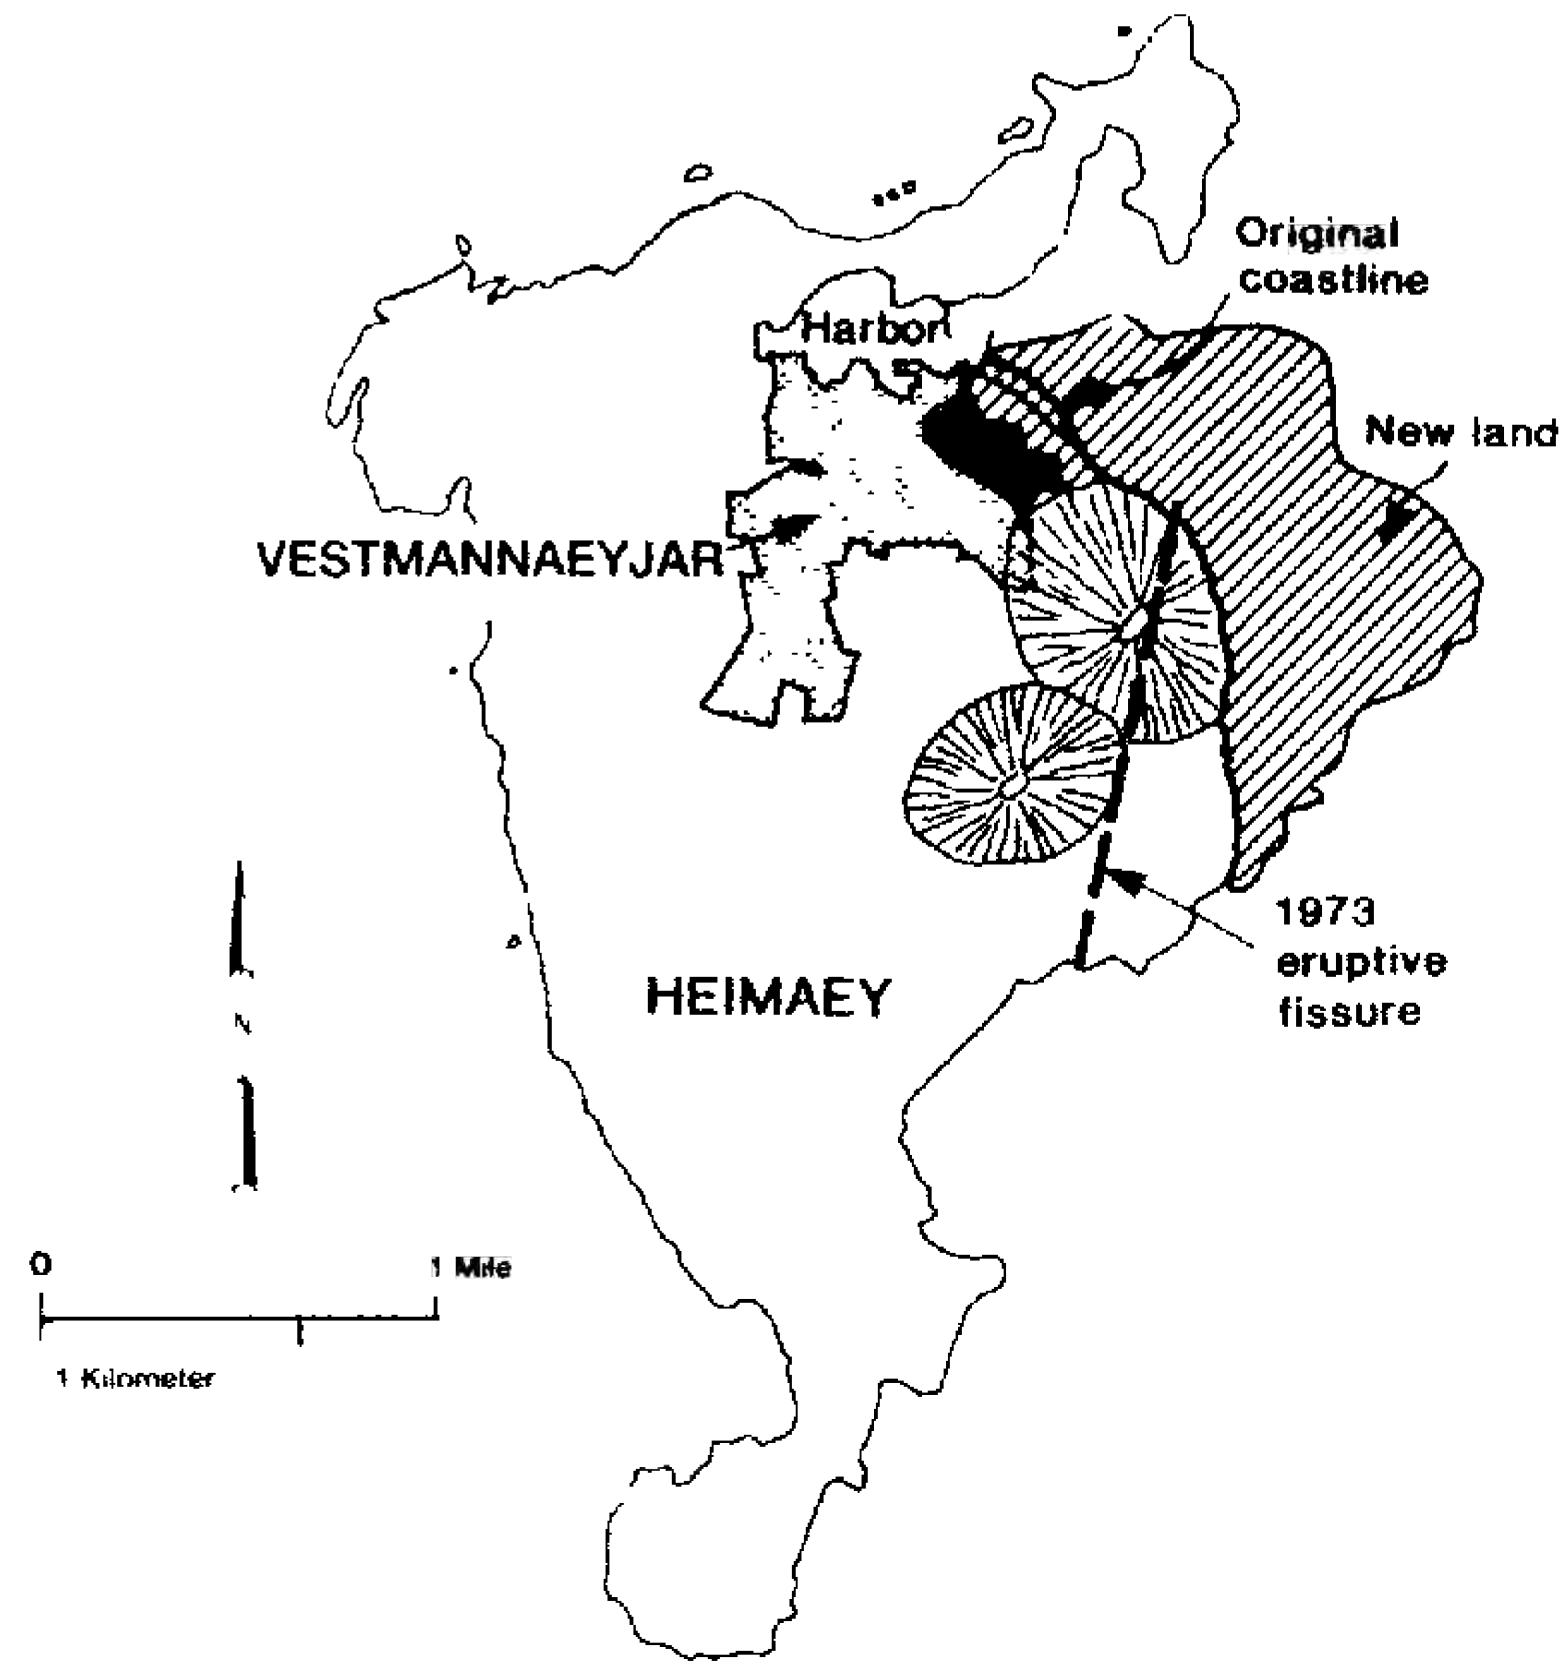 Original
coastline
Harbor
New land
VESTMANNAEYJAR
1973
eruptive
fissure
HEIMAEY
N
0 1 Mile
1 Kilometer